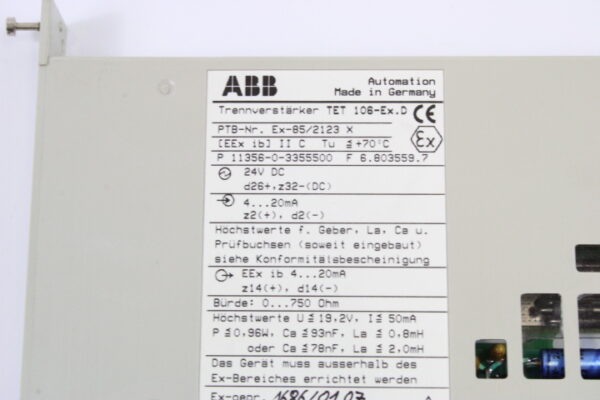 ABB Automation
Made in Germany
Trennverstärker TET 106-Ex.D CE
PTB-Nr. Ex-85/2123 X
[EEx ib] II C Tu ≦ +70°C Ex
P 11356-0-3355500 F 6.803559.7
24V DC
d26+,z32-(DC)
4...20mA
z2(+), d2(-)
Höchstwerte f. Geber, La, Ca u.
Prüfbuchsen (soweit eingebaut)
siehe Konformitätsbescheinigung
EEx ib 4...20mA
z14(+), d14(-)
Bürde: 0...750 Ohm
Höchstwerte U≦19,2V, I≦50mA
P≦0,96W, Ca≦93nF, La≦0,8mH
oder Ca≦78nF, La≦2,0mH
Das Gerät muss ausserhalb des
Ex-Bereiches errichtet werden
Ex-gepr.